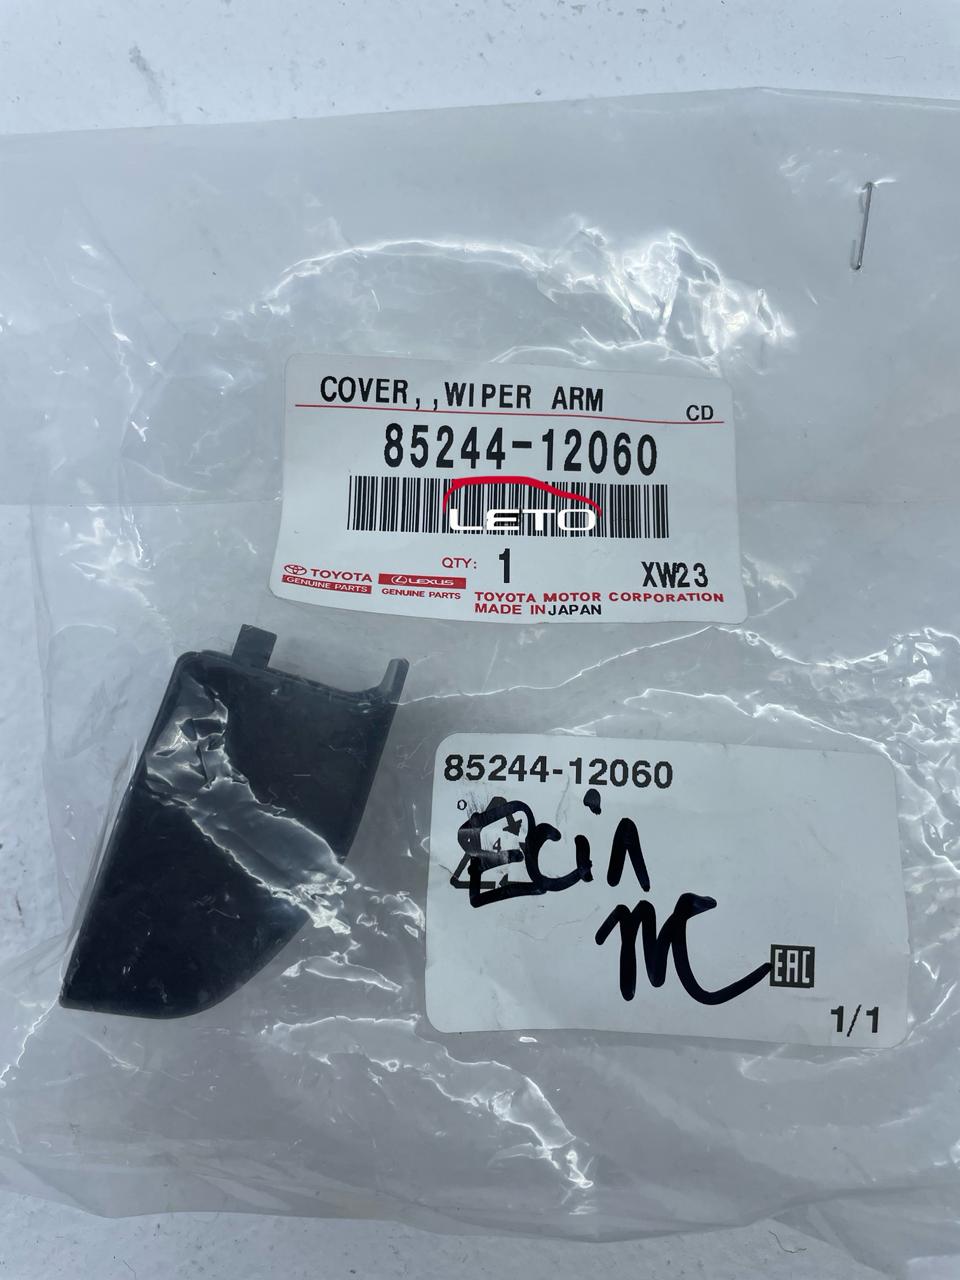 COVER,,WIPER ARM
CD
85244-12060
LETO
QTY: 1
XW23
TOYOTA
GENUINE PARTS
LEXUS
GENUINE PARTS
TOYOTA MOTOR CORPORATION
MADE IN JAPAN
85244-12060
4
EAC
1/1